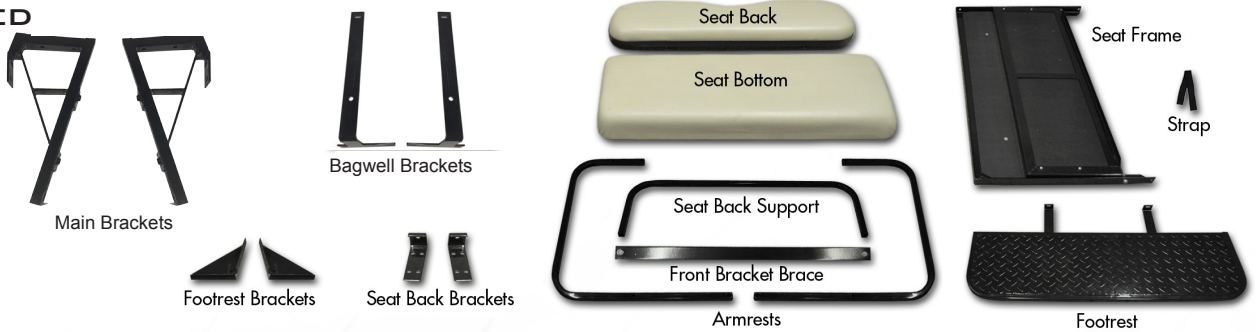 ED
Seat Back
Seat Frame
Seat Bottom
Strap
Bagwell Brackets
Main Brackets
Seat Back Support
Front Bracket Brace
Footrest Brackets
Seat Back Brackets
Armrests
Footrest